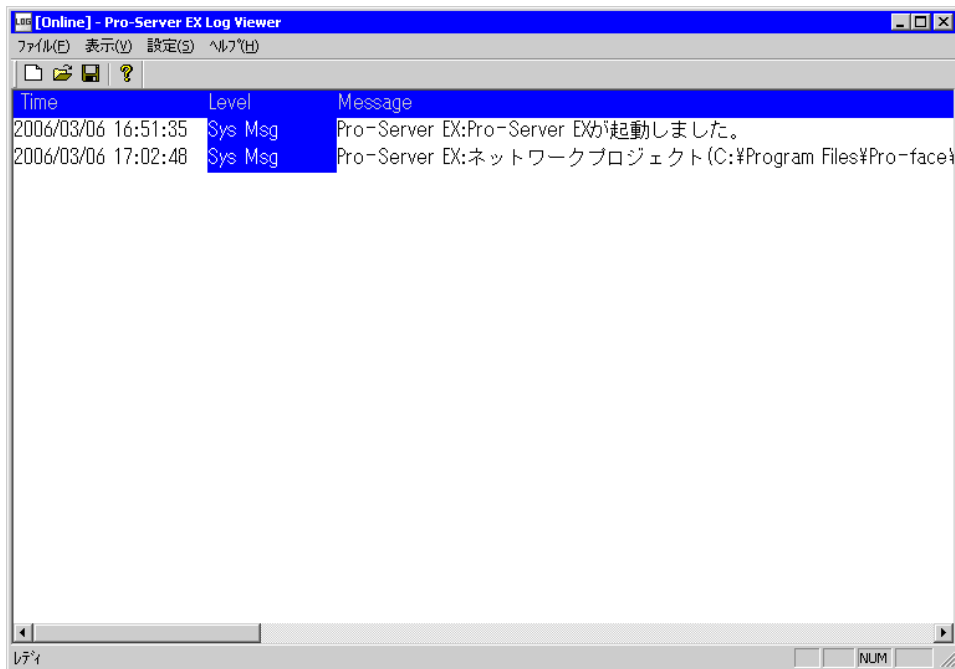 LOG [Online] - Pro-Server EX Log Viewer
ﾌｧｲﾙ(F) 表示(V) 設定(S) ﾍﾙﾌﾟ(H)
Time Level Message
2006/03/06 16:51:35 Sys Msg Pro-Server EX:Pro-Server EXが起動しました。
2006/03/06 17:02:48 Sys Msg Pro-Server EX:ネットワークプロジェクト(C:¥Program Files¥Pro-face¥
ﾚﾃﾞｨ NUM